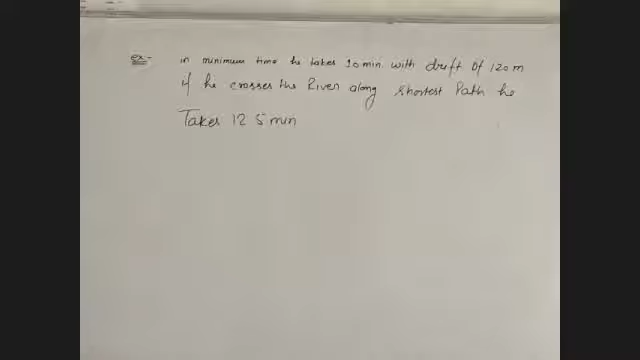 Ex:-
in minimum time he takes 10 min with drift of 120 m
if he crosses the River along shortest Path he
Takes 12 5 min